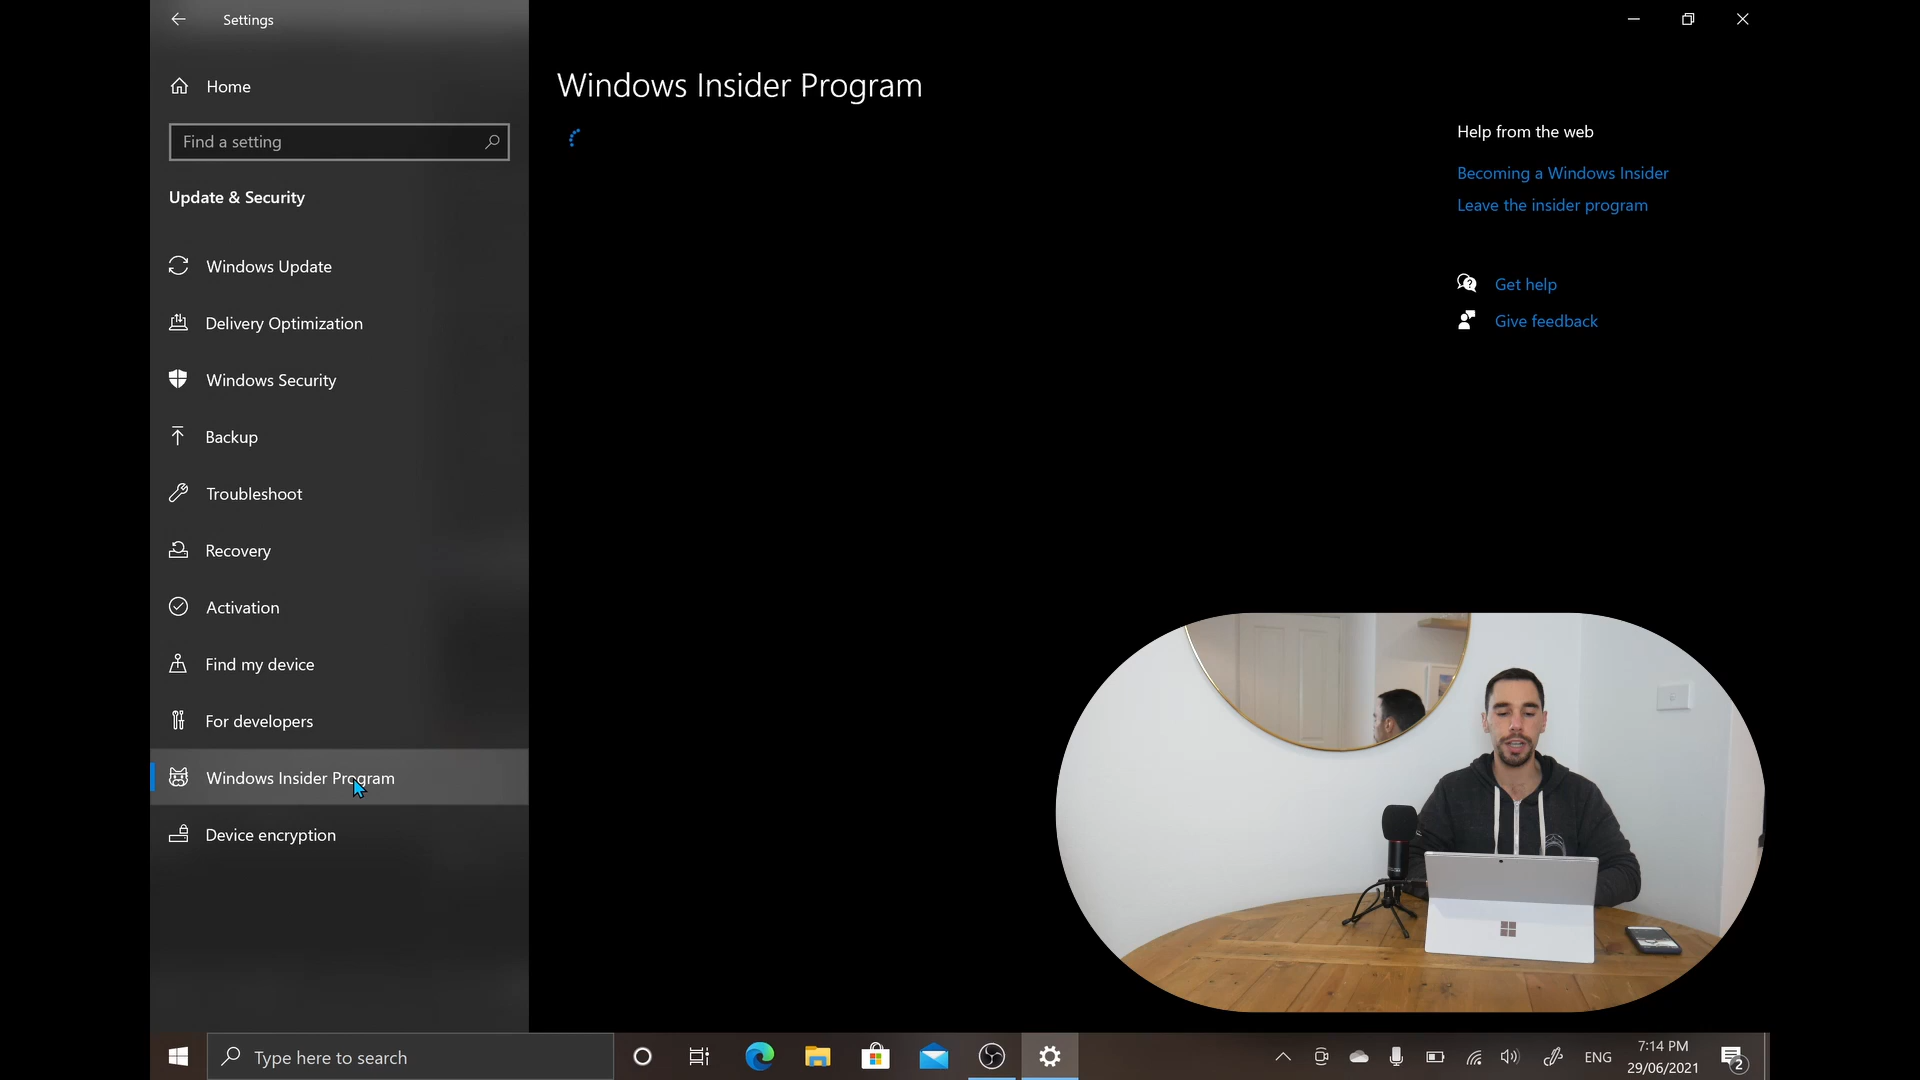 Settings
Home
Find a setting
Update & Security
Windows Update
Delivery Optimization
Windows Security
Backup
Troubleshoot
Recovery
Activation
Find my device
For developers
Windows Insider Program
Device encryption
Windows Insider Program
Help from the web
Becoming a Windows Insider
Leave the insider program
Get help
Give feedback
Type here to search
ENG
7:14 PM
29/06/2021
2